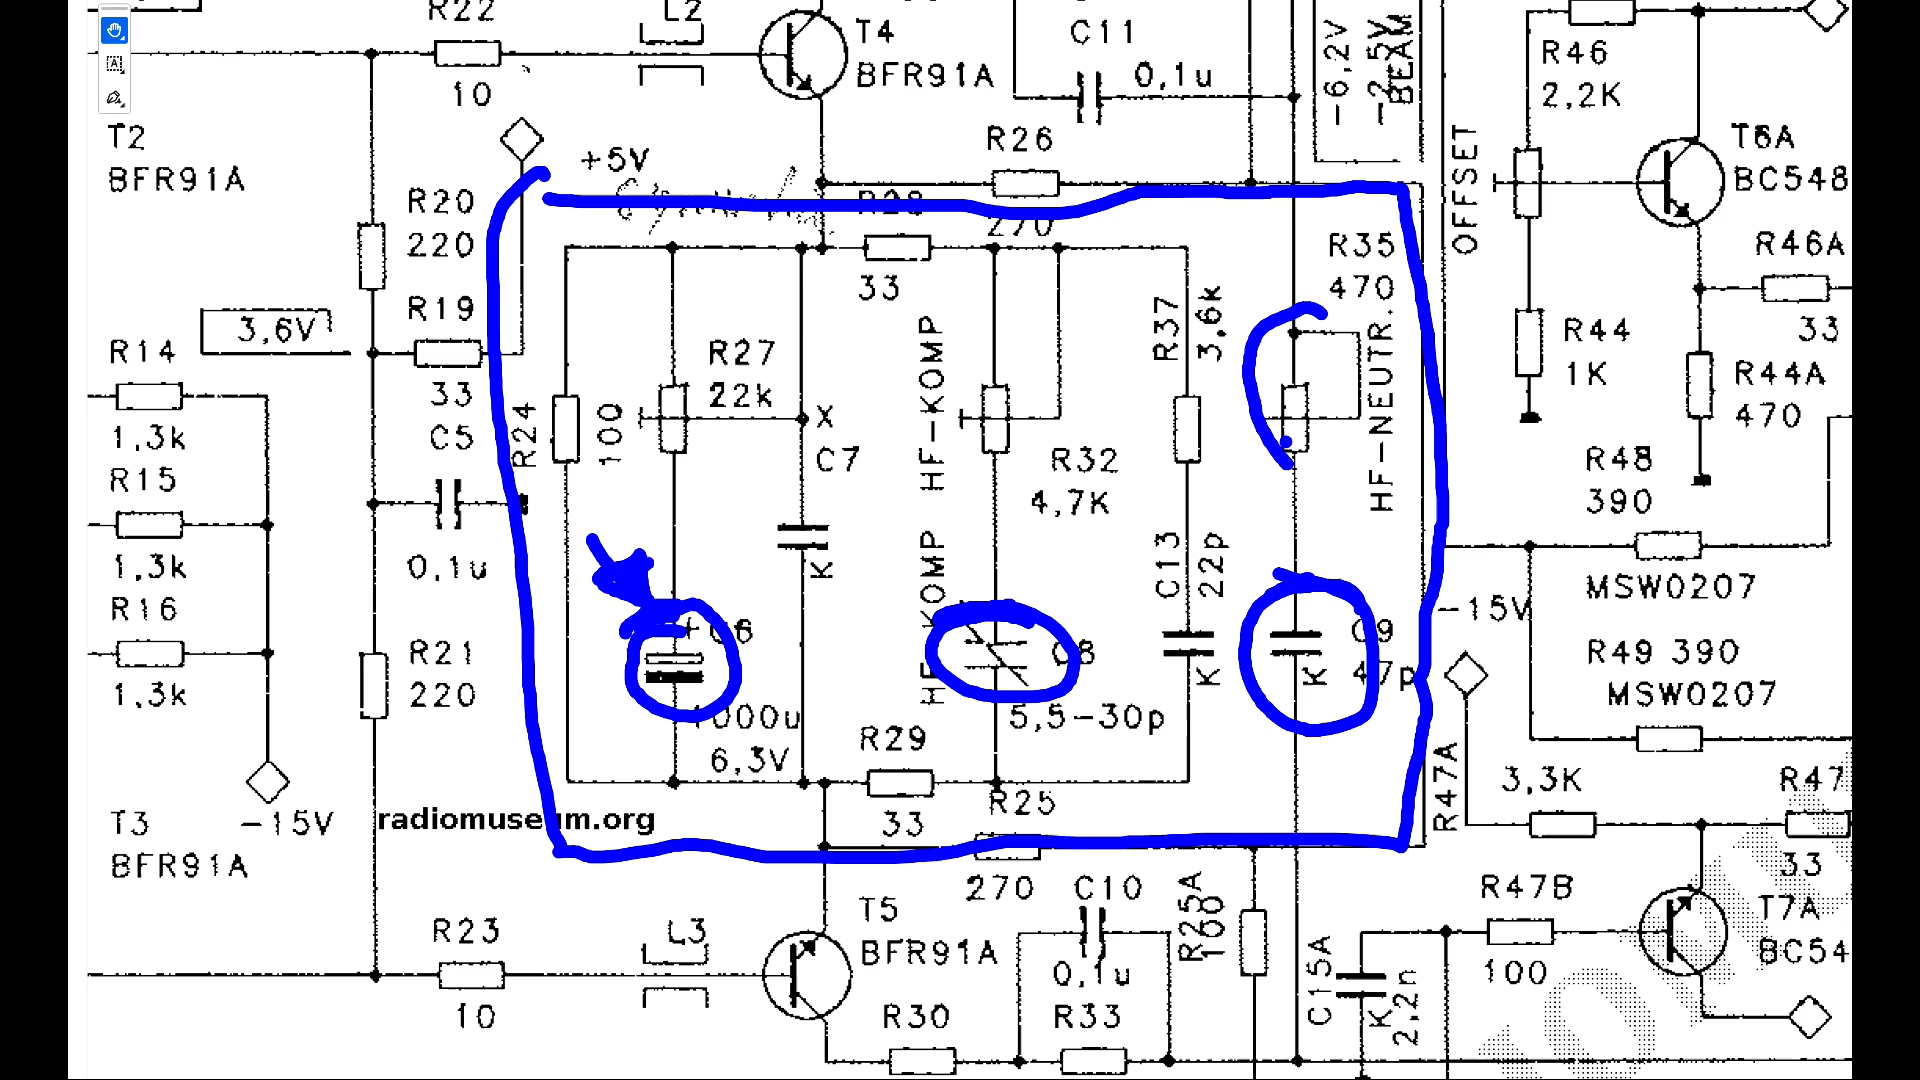 R22
10
L2
T4
BFR91A
C11
0,1u
-6,2V
-2,5V
BEAM
R46
2,2K
T6A
BC548
OFFSET
R46A
33
R44
1K
R44A
470
T2
BFR91A
+5V
R26
270
R28
33
R20
220
3,6V
R19
33
C5
0,1u
R14
1,3k
R15
1,3k
R16
1,3k
R24
100
R27
22k
X
C7
K
HF-KOMP
HF-KOMP
R32
4,7K
R37
3,6k
R35
470
HF-NEUTR.
C13
22p
K
C6
+
1000u
6,3V
C8
5,5-30p
C9
47p
K
R48
390
MSW0207
-15V
R49 390
MSW0207
R21
220
R29
33
R25
270
R47A
3,3K
R47
33
radiomuseum.org
-15V
T3
BFR91A
R23
10
L3
T5
BFR91A
C10
0,1u
R25A
100
R30
R33
C15A
K
2,2n
R47B
100
T7A
BC54